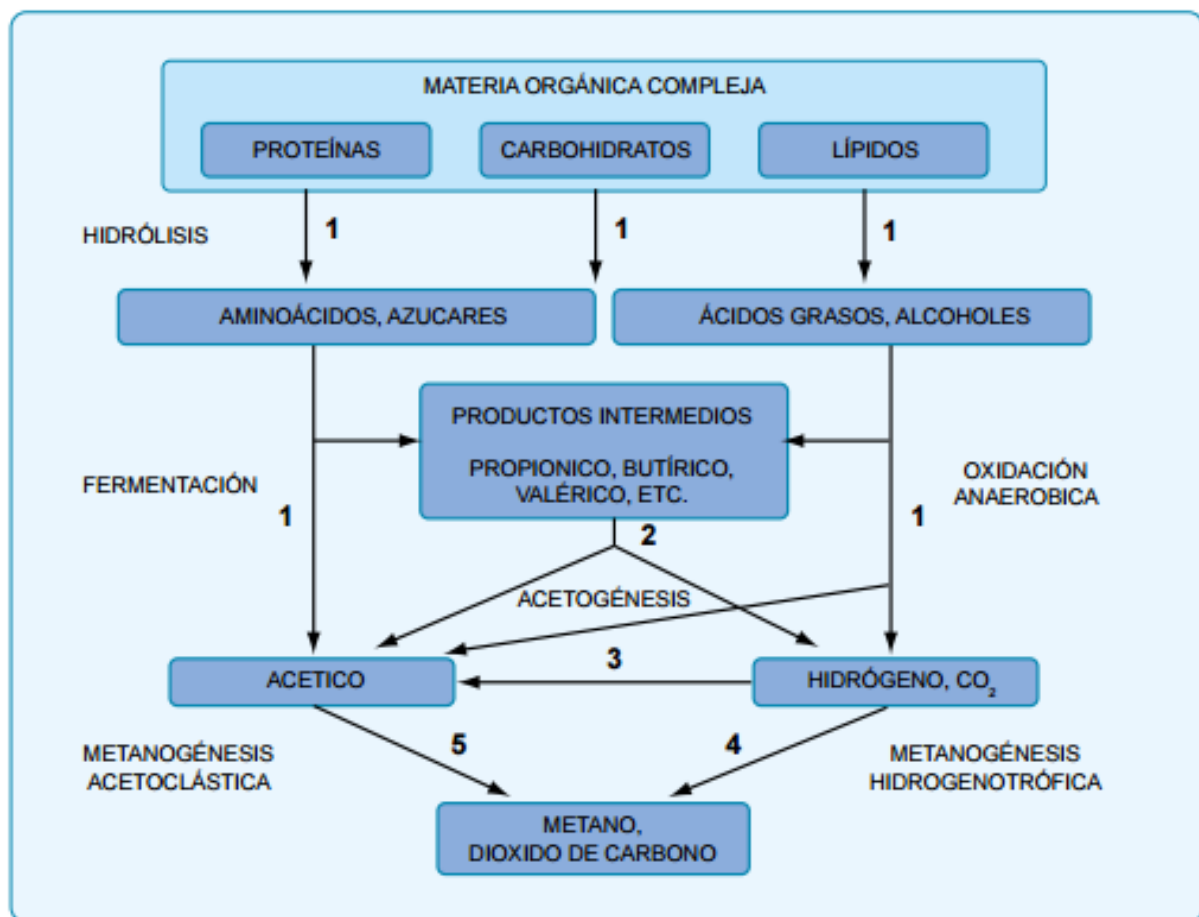 MATERIA ORGÁNICA COMPLEJA
PROTEÍNAS
CARBOHIDRATOS
LÍPIDOS
HIDRÓLISIS
1
1
1
AMINOÁCIDOS, AZUCARES
ÁCIDOS GRASOS, ALCOHOLES
PRODUCTOS INTERMEDIOS
PROPIONICO, BUTÍRICO,
VALÉRICO, ETC.
FERMENTACIÓN
1
OXIDACIÓN
ANAEROBICA
1
2
ACETOGÉNESIS
ACETICO
3
HIDRÓGENO, CO₂
METANOGÉNESIS
ACETOCLÁSTICA
5
4
METANOGÉNESIS
HIDROGENOTRÓFICA
METANO,
DIOXIDO DE CARBONO